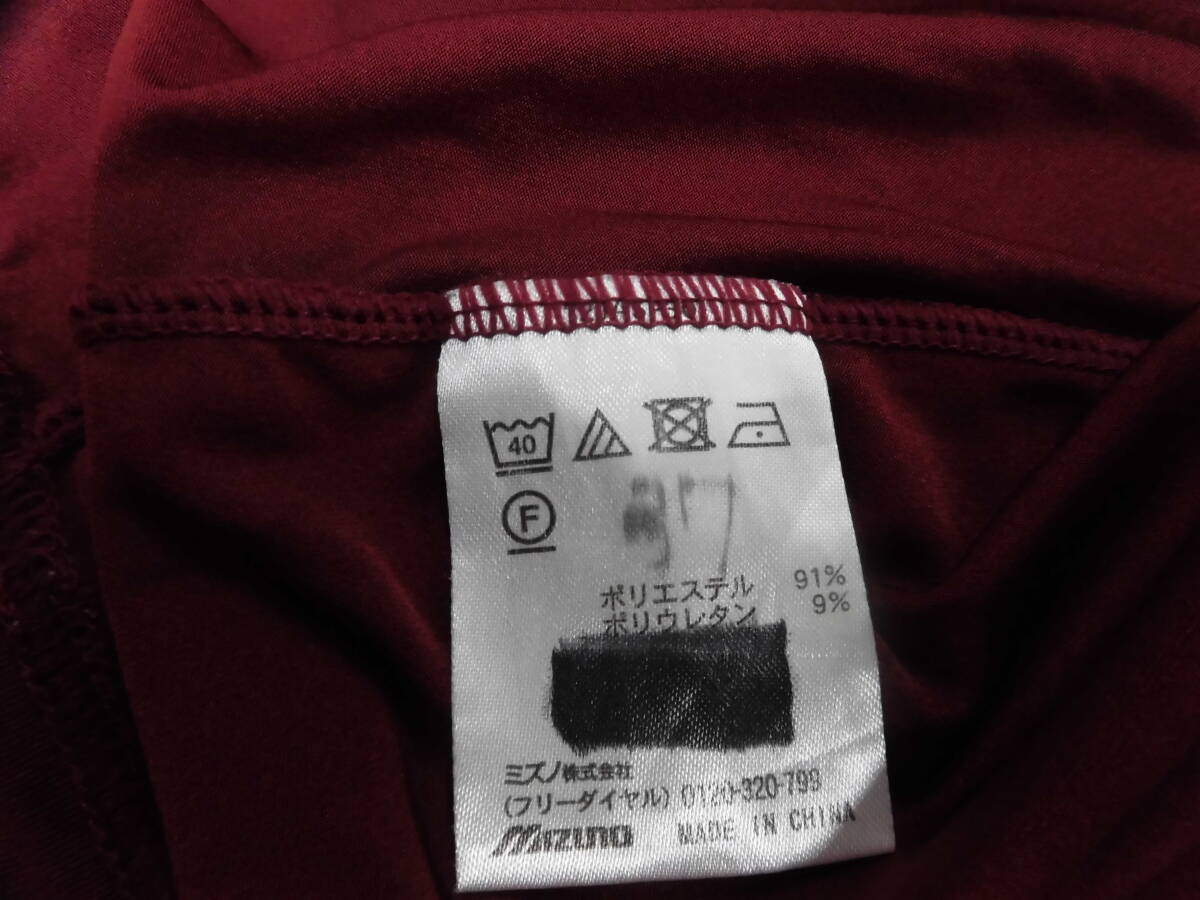 40
F
97
ポリエステル 91%
ポリウレタン 9%
ミズノ株式会社
(フリーダイヤル) 0120-320-799
Mizuno MADE IN CHINA